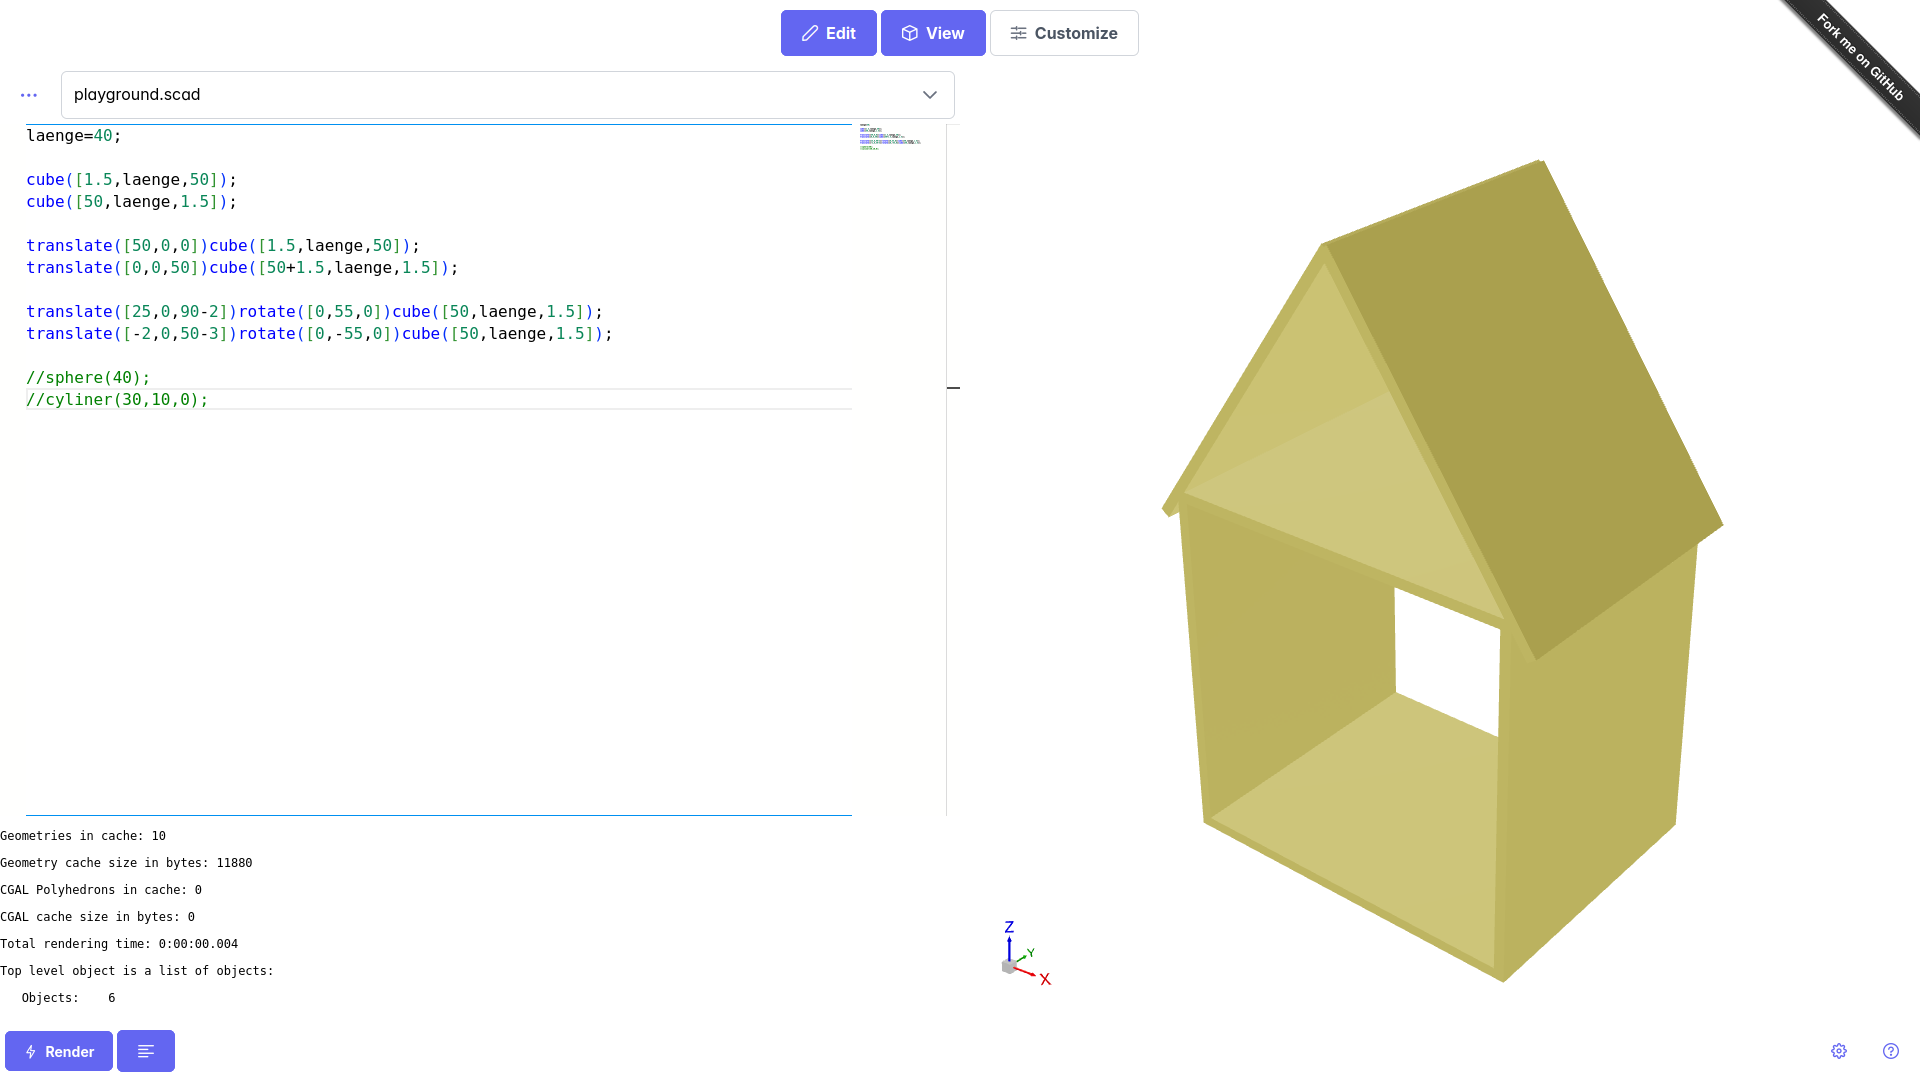 Edit
View
Customize
Fork me on GitHub
playground.scad
laenge=40;
cube([1.5,laenge,50]);
cube([50,laenge,1.5]);
translate([50,0,0])cube([1.5,laenge,50]);
translate([0,0,50])cube([50+1.5,laenge,1.5]);
translate([25,0,90-2])rotate([0,55,0])cube([50,laenge,1.5]);
translate([-2,0,50-3])rotate([0,-55,0])cube([50,laenge,1.5]);
//sphere(40);
//cyliner(30,10,0);
Geometries in cache: 10
Geometry cache size in bytes: 11880
CGAL Polyhedrons in cache: 0
CGAL cache size in bytes: 0
Total rendering time: 0:00:00.004
Top level object is a list of objects:
Objects:    6
Z
Y
X
Render